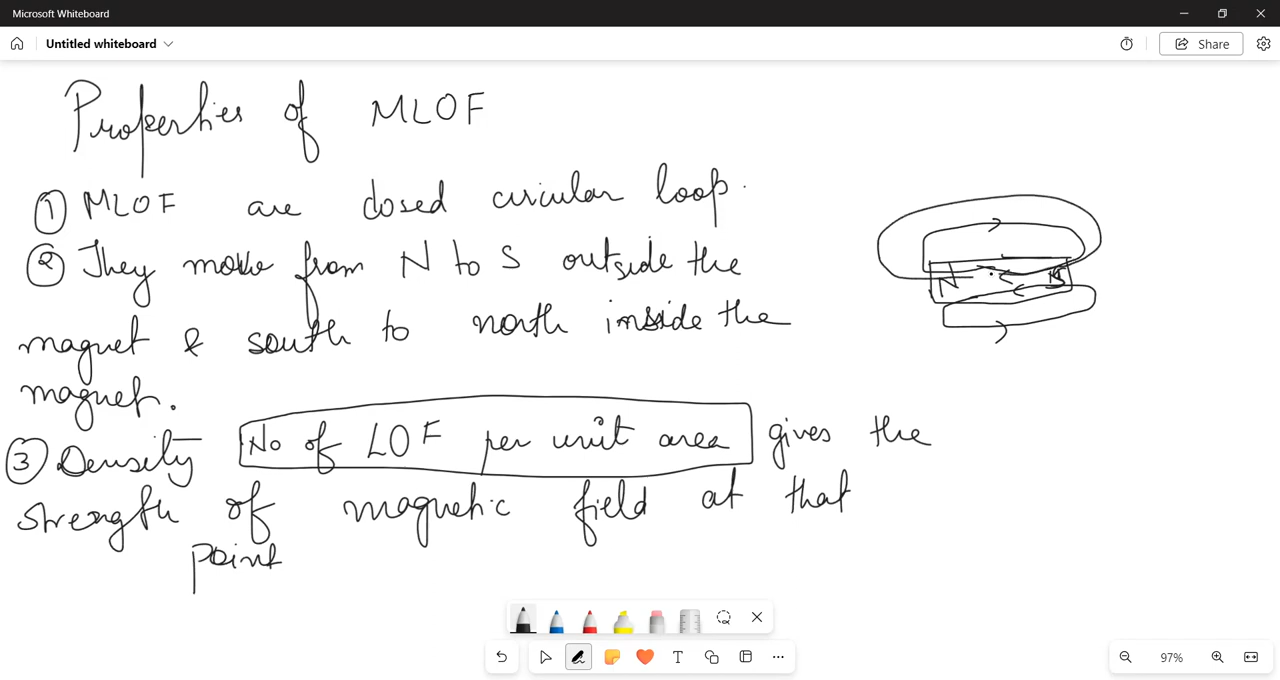 Microsoft Whiteboard
Untitled whiteboard
Share
Properties of MLOF
① MLOF are closed circular loop.
② They move from N to S outside the
magnet & south to north inside the
magnet.
N S
③ Density No of LOF per unit area gives the
strength of magnetic field at that
point
97%